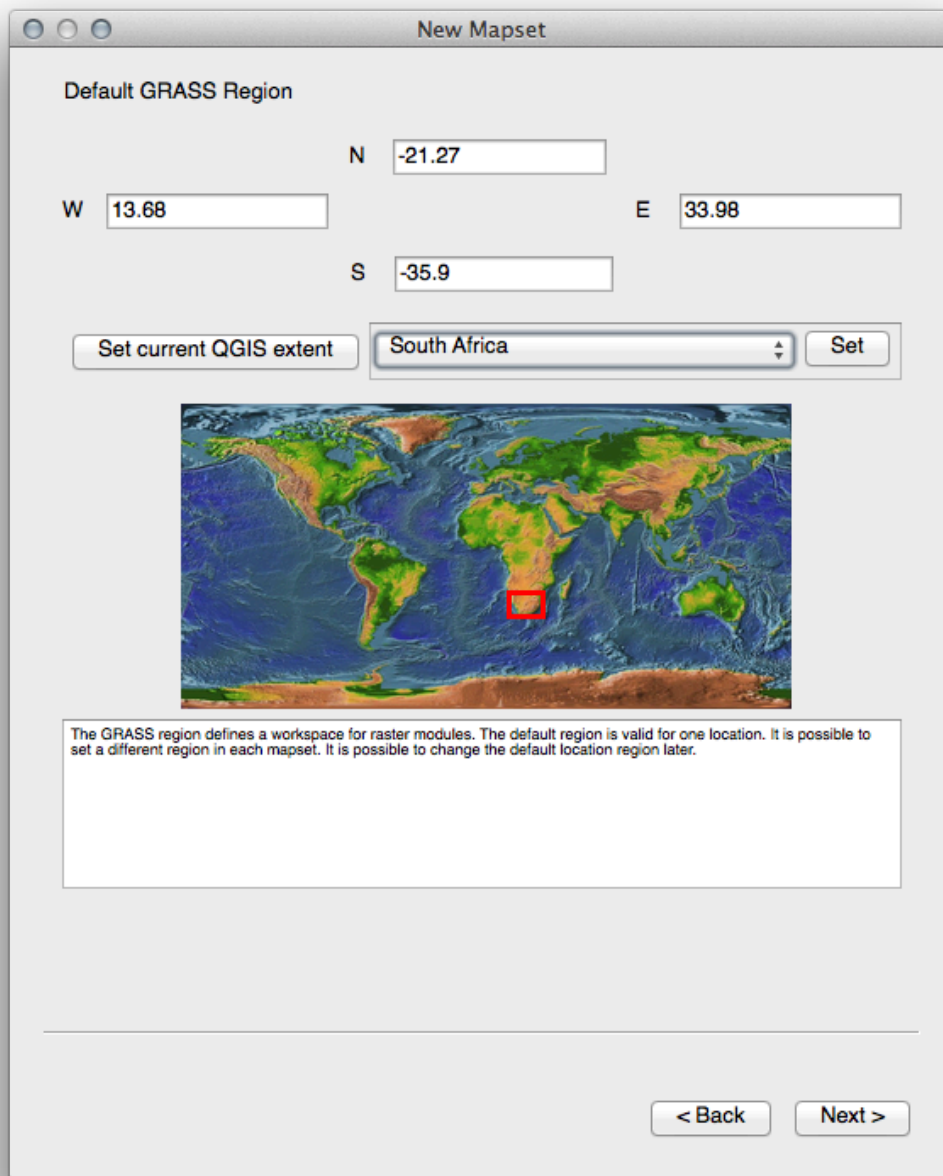 New Mapset
Default GRASS Region
N -21.27
W 13.68 E 33.98
S -35.9
Set current QGIS extent South Africa Set
The GRASS region defines a workspace for raster modules. The default region is valid for one location. It is possible to
set a different region in each mapset. It is possible to change the default location region later.
< Back Next >